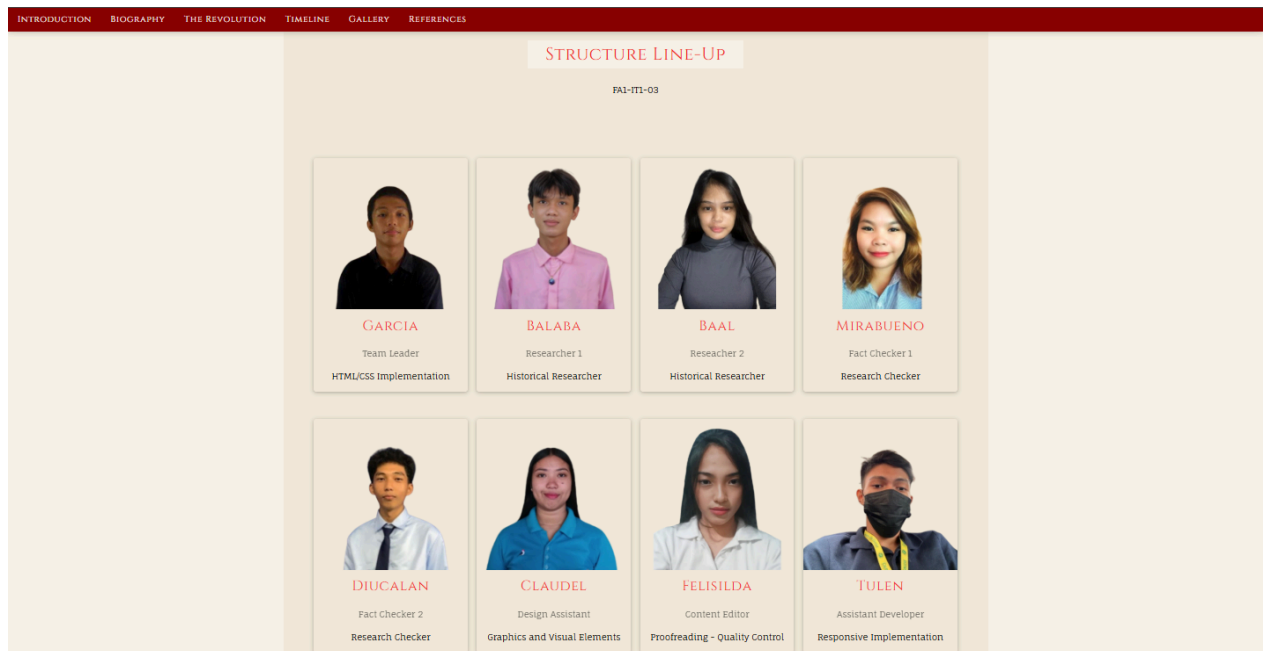 Introduction Biography The Revolution Timeline Gallery References
Structure Line-Up
FA1-IT1-03
Garcia Balaba Baal Mirabueno
Team Leader Researcher 1 Reseacher 2 Fact Checker 1
HTML/CSS Implementation Historical Researcher Historical Researcher Research Checker
Diucalan Claudel Felisilda Tulen
Fact Checker 2 Design Assistant Content Editor Assistant Developer
Research Checker Graphics and Visual Elements Proofreading - Quality Control Responsive Implementation